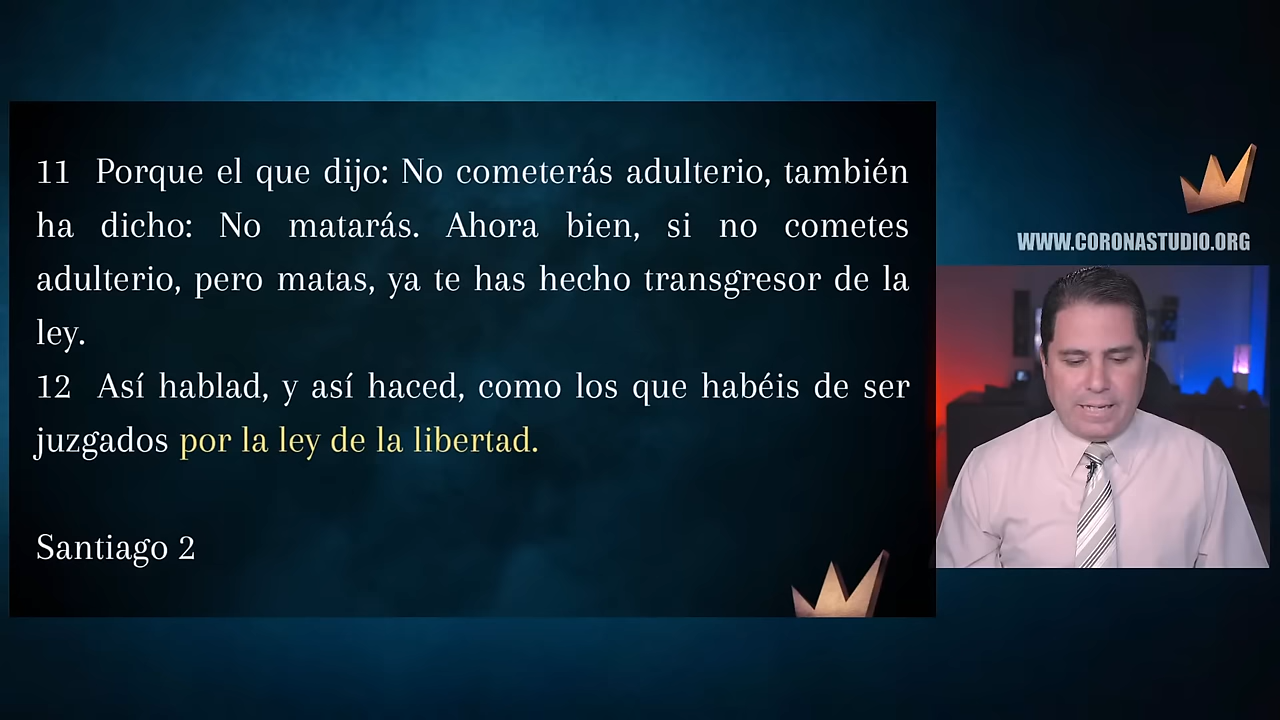 11 Porque el que dijo: No cometerás adulterio, también
ha dicho: No matarás. Ahora bien, si no cometes
adulterio, pero matas, ya te has hecho transgresor de la
ley.
12 Así hablad, y así haced, como los que habéis de ser
juzgados por la ley de la libertad.
Santiago 2
WWW.CORONASTUDIO.ORG